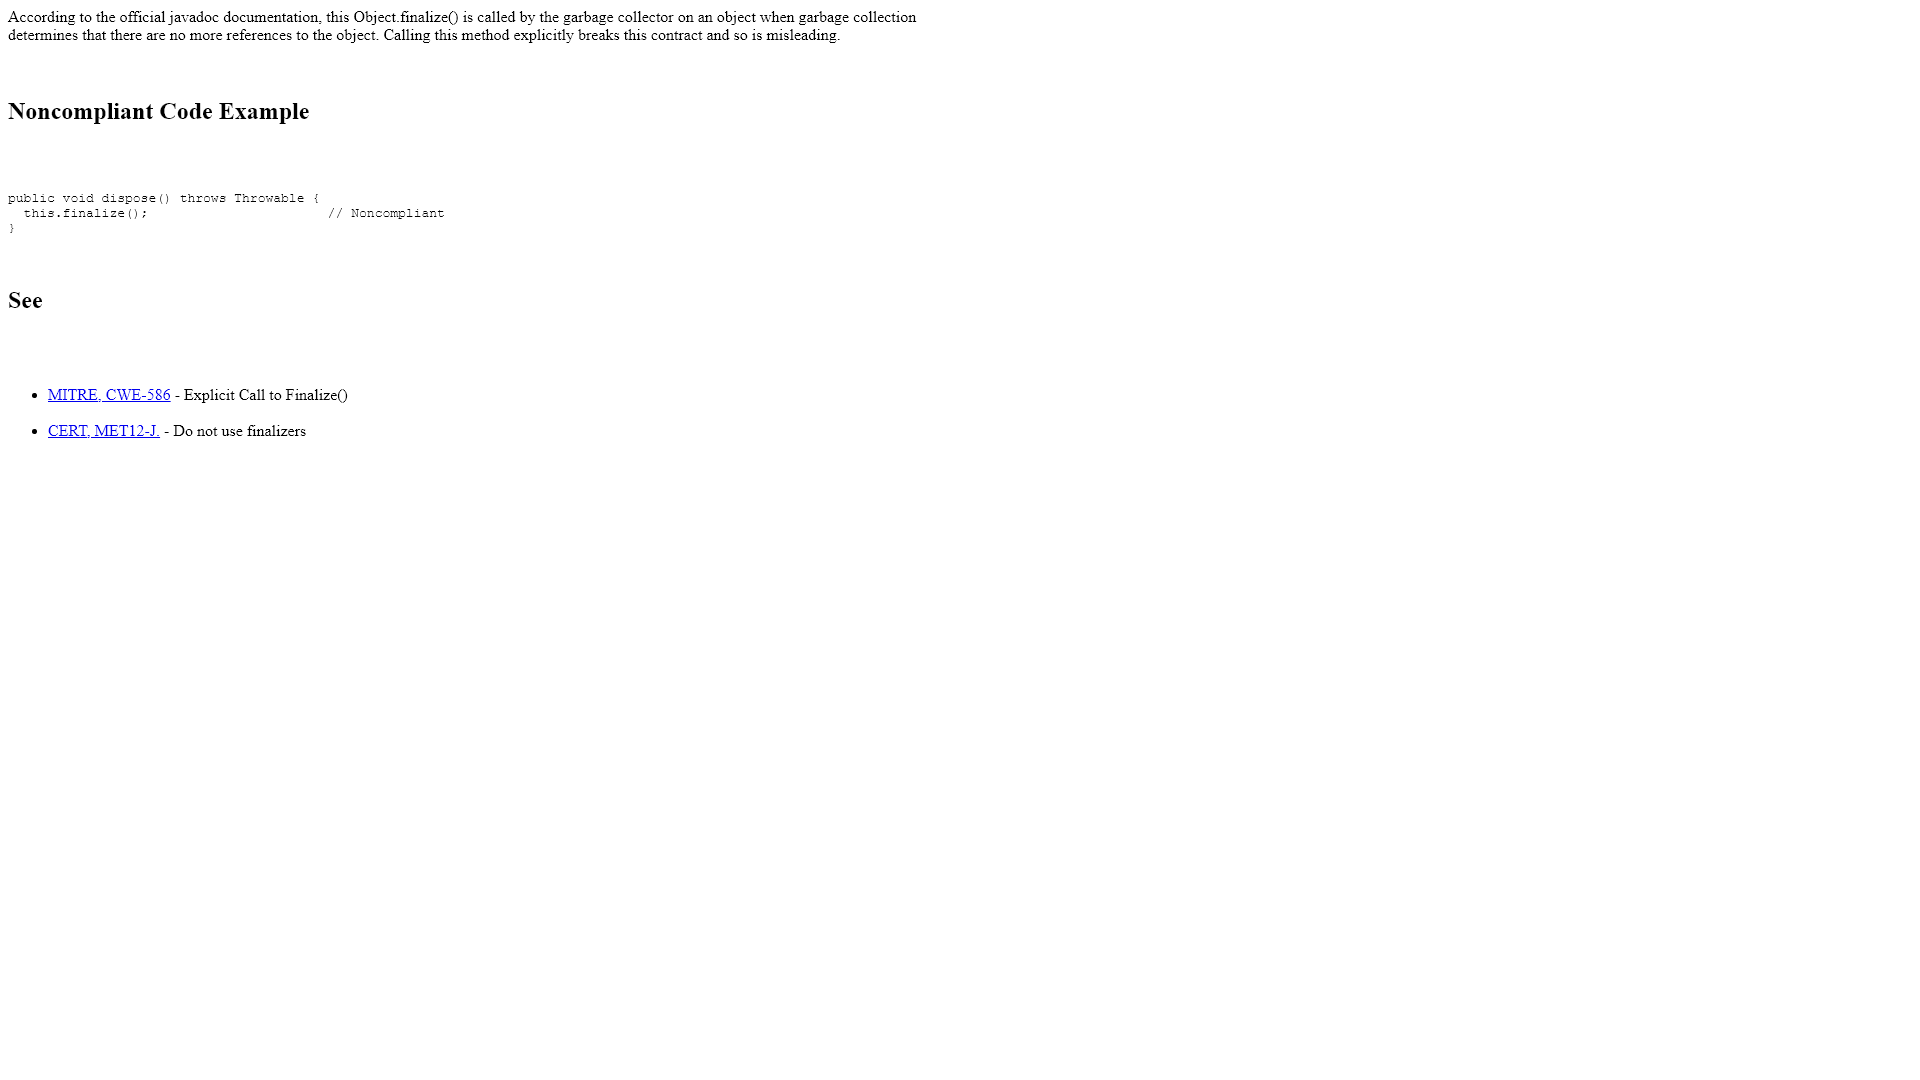 According to the official javadoc documentation, this Object.finalize() is called by the garbage collector on an object when garbage collection
determines that there are no more references to the object. Calling this method explicitly breaks this contract and so is misleading.
Noncompliant Code Example
public void dispose() throws Throwable {
  this.finalize();                       // Noncompliant
}
See
• MITRE, CWE-586 - Explicit Call to Finalize()
• CERT, MET12-J. - Do not use finalizers